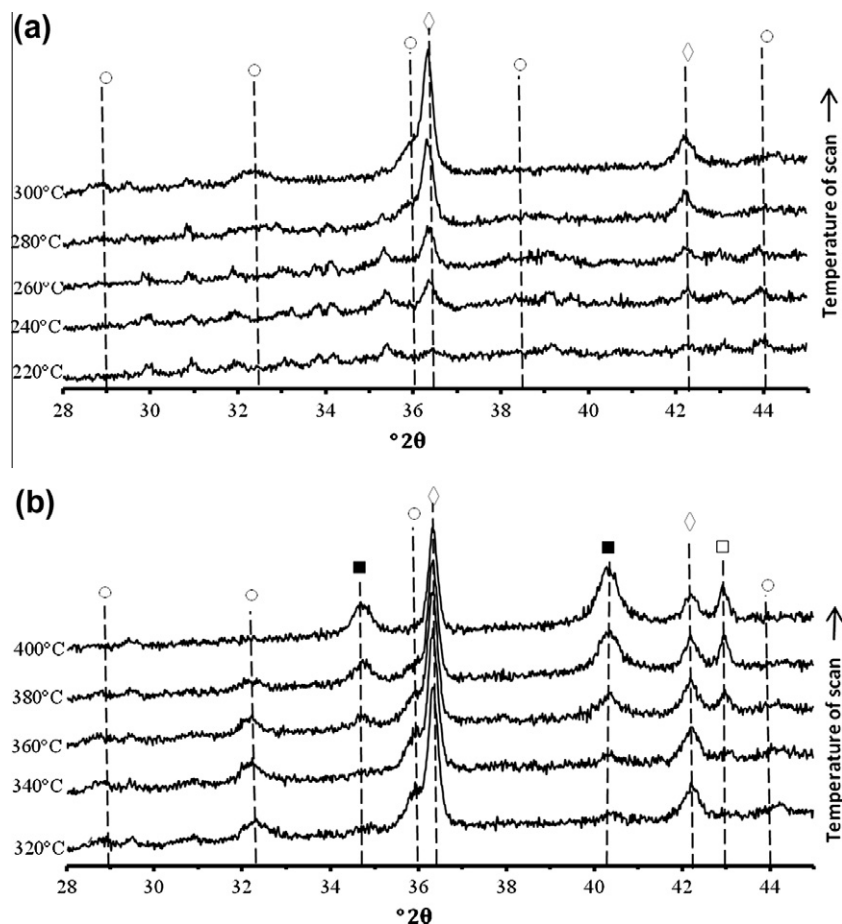 (a)
Temperature of scan →
300°C
280°C
260°C
240°C
220°C
28 30 32 34 36 38 40 42 44
°2θ
(b)
Temperature of scan →
400°C
380°C
360°C
340°C
320°C
28 30 32 34 36 38 40 42 44
°2θ